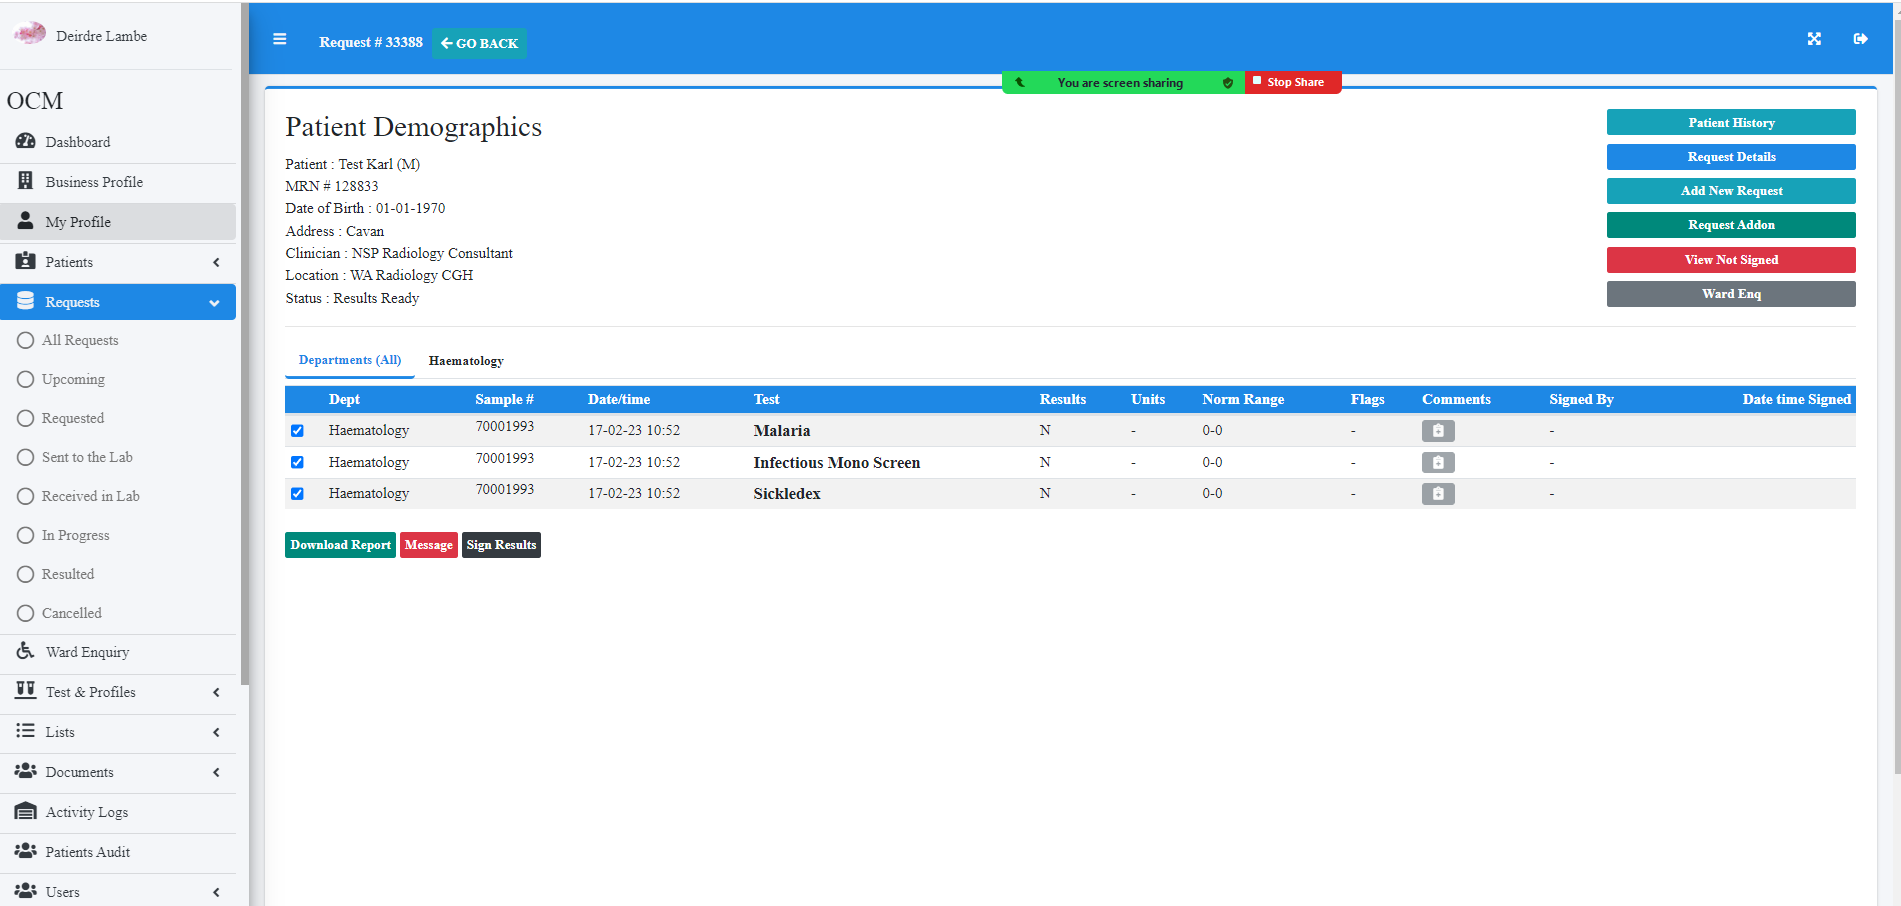 Deirdre Lambe
OCM
Dashboard
Business Profile
My Profile
Patients
Requests
All Requests
Upcoming
Requested
Sent to the Lab
Received in Lab
In Progress
Resulted
Cancelled
Ward Enquiry
Test & Profiles
Lists
Documents
Activity Logs
Patients Audit
Users
Request # 33388 GO BACK
You are screen sharing Stop Share
Patient Demographics
Patient : Test Karl (M)
MRN # 128833
Date of Birth : 01-01-1970
Address : Cavan
Clinician : NSP Radiology Consultant
Location : WA Radiology CGH
Status : Results Ready
Patient History
Request Details
Add New Request
Request Addon
View Not Signed
Ward Enq
Departments (All) Haematology
Dept Sample # Date/time Test Results Units Norm Range Flags Comments Signed By Date time Signed
Haematology 70001993 17-02-23 10:52 Malaria N - 0-0 - -
Haematology 70001993 17-02-23 10:52 Infectious Mono Screen N - 0-0 - -
Haematology 70001993 17-02-23 10:52 Sickledex N - 0-0 - -
Download Report Message Sign Results